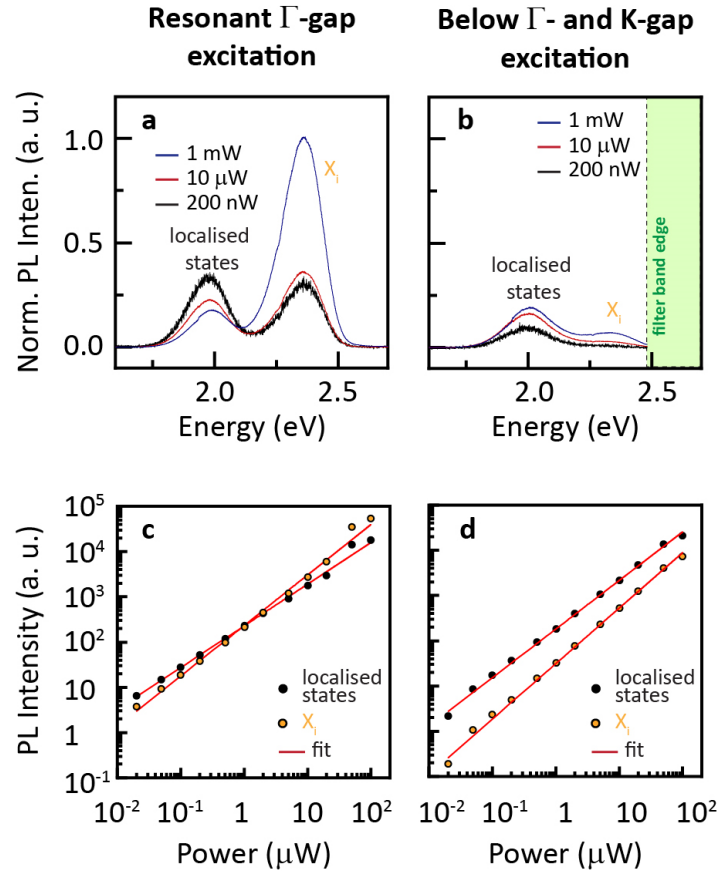 Resonant Γ-gap
excitation
Below Γ- and K-gap
excitation
Norm. PL Inten. (a. u.)
1.0
0.5
0.0
a
1 mW
10 μW
200 nW
X_i
localised
states
2.0
2.5
Energy (eV)
b
1 mW
10 μW
200 nW
localised
states
X_i
filter band edge
2.0
2.5
Energy (eV)
PL Intensity (a. u.)
10^5
10^4
10^3
10^2
10
1
10^-1
c
localised
states
X_i
fit
10^-2
10^-1
1
10
10^2
Power (μW)
d
localised
states
X_i
fit
10^-2
10^-1
1
10
10^2
Power (μW)